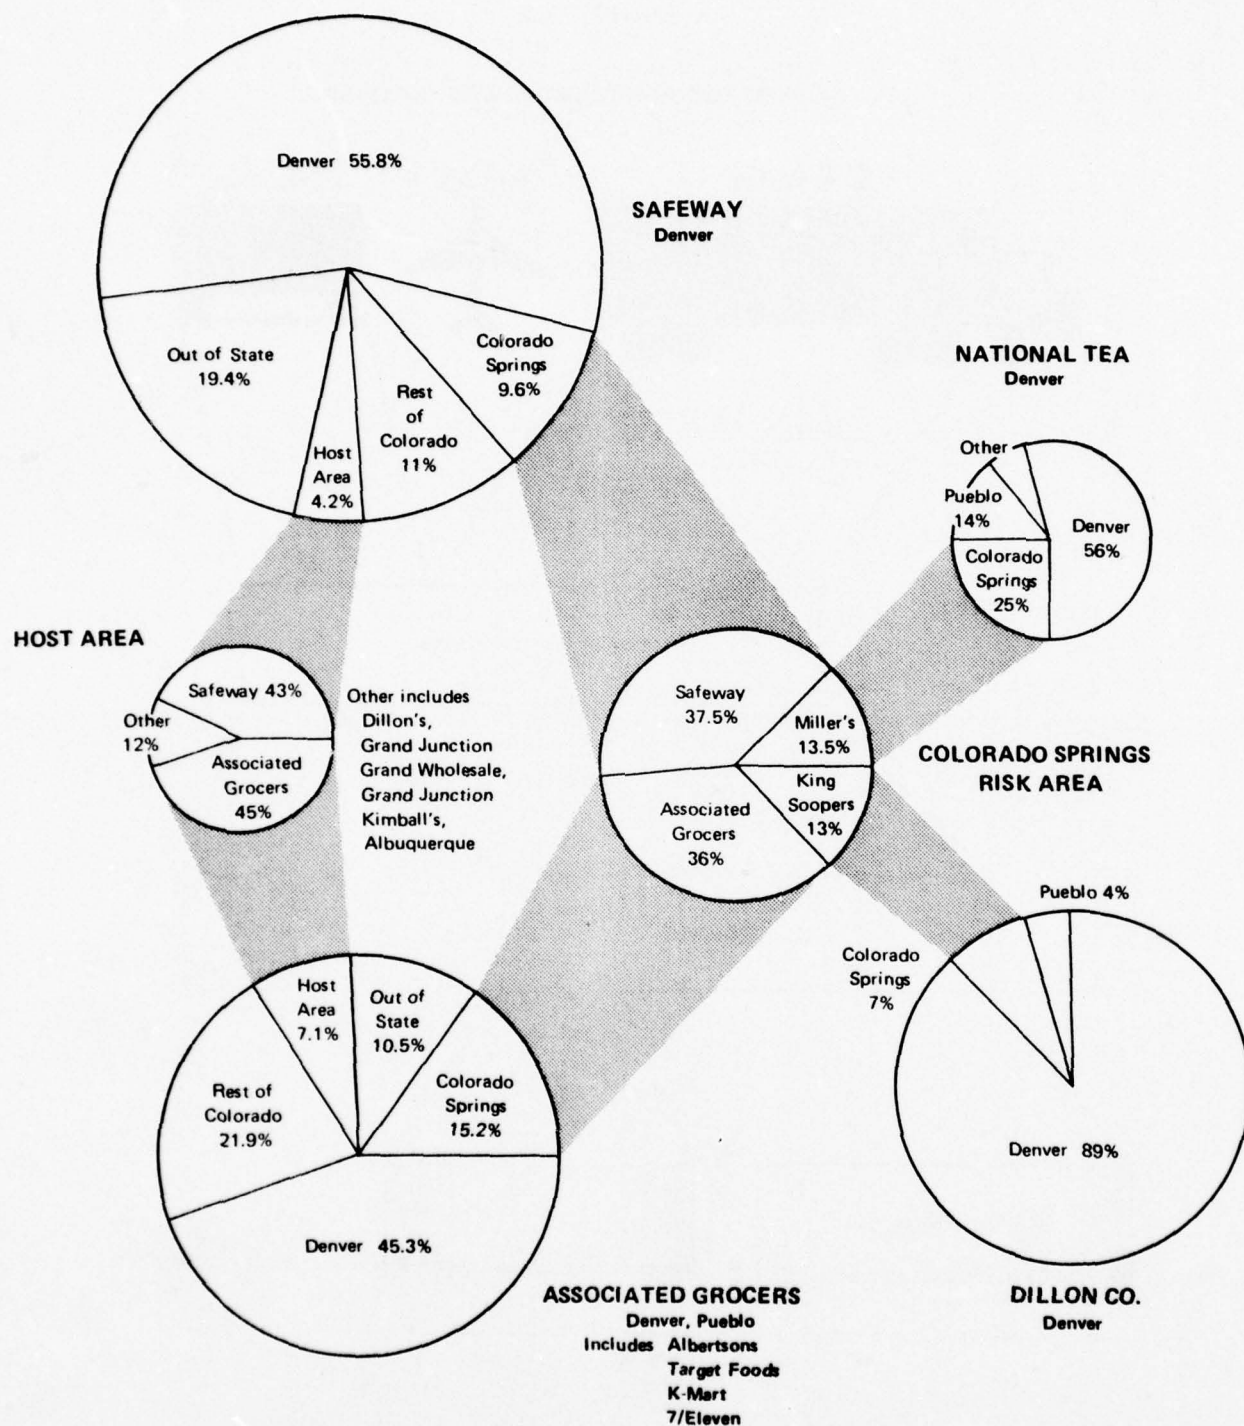 Denver 55.8%
SAFEWAY
Denver
Out of State
19.4%
Host
Area
4.2%
Rest
of
Colorado
11%
Colorado
Springs
9.6%
NATIONAL TEA
Denver
Other
Pueblo
14%
Denver
56%
Colorado
Springs
25%
HOST AREA
Safeway 43%
Other
12%
Associated
Grocers
45%
Other includes
Dillon's,
Grand Junction
Grand Wholesale,
Grand Junction
Kimball's,
Albuquerque
Safeway
37.5%
Miller's
13.5%
King
Soopers
13%
Associated
Grocers
36%
COLORADO SPRINGS
RISK AREA
Host
Area
7.1%
Out of
State
10.5%
Colorado
Springs
15.2%
Rest of
Colorado
21.9%
Denver 45.3%
ASSOCIATED GROCERS
Denver, Pueblo
Includes Albertsons
Target Foods
K-Mart
7/Eleven
Pueblo 4%
Colorado
Springs
7%
Denver 89%
DILLON CO.
Denver